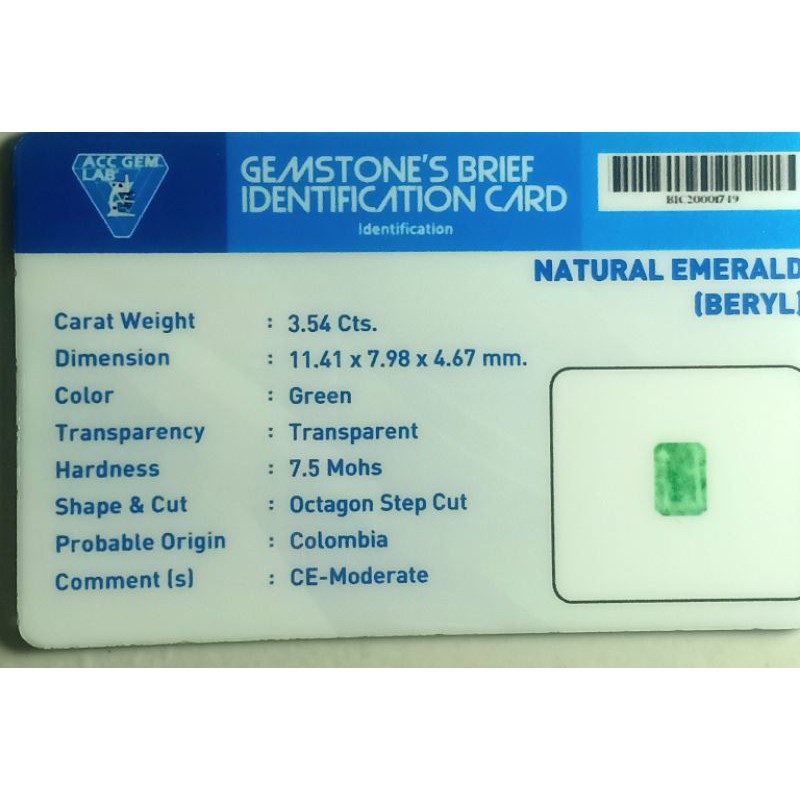 ACC GEM
LAB
GEMSTONE'S BRIEF
IDENTIFICATION CARD
Identification
BIC20001749
NATURAL EMERALD
(BERYL)
Carat Weight : 3.54 Cts.
Dimension : 11.41 x 7.98 x 4.67 mm.
Color : Green
Transparency : Transparent
Hardness : 7.5 Mohs
Shape & Cut : Octagon Step Cut
Probable Origin : Colombia
Comment (s) : CE-Moderate